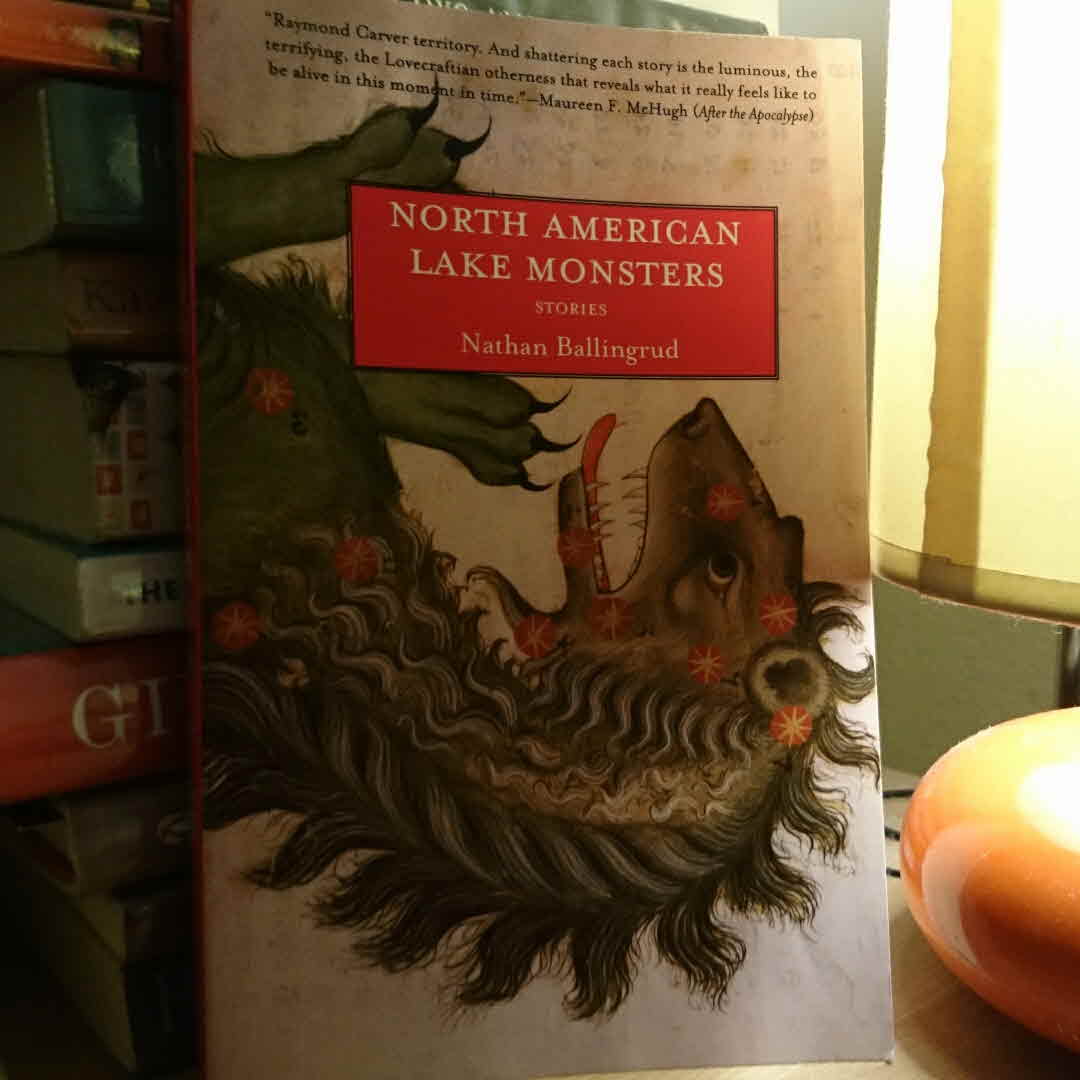 "Raymond Carver territory. And shattering each story is the luminous, the
terrifying, the Lovecraftian otherness that reveals what it really feels like to
be alive in this moment in time."—Maureen F. McHugh (After the Apocalypse)
NORTH AMERICAN
LAKE MONSTERS
STORIES
Nathan Ballingrud
THE
GI